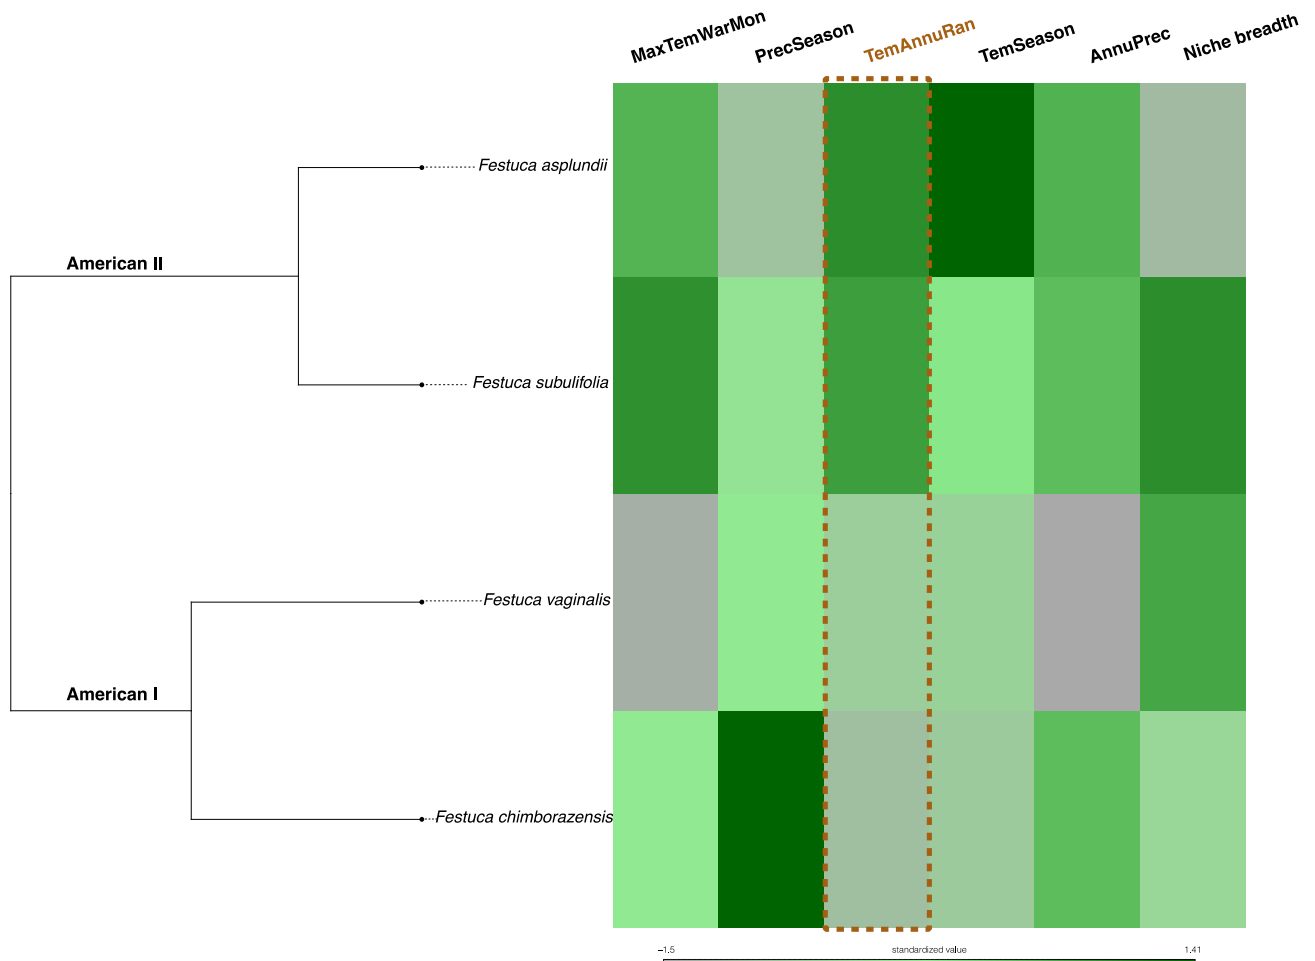 MaxTemWarMon PrecSeason TemAnnuRan TemSeason AnnuPrec Niche breadth
Festuca asplundii
American II
Festuca subulifolia
Festuca vaginalis
American I
Festuca chimborazensis
−1.5 standardized value 1.41